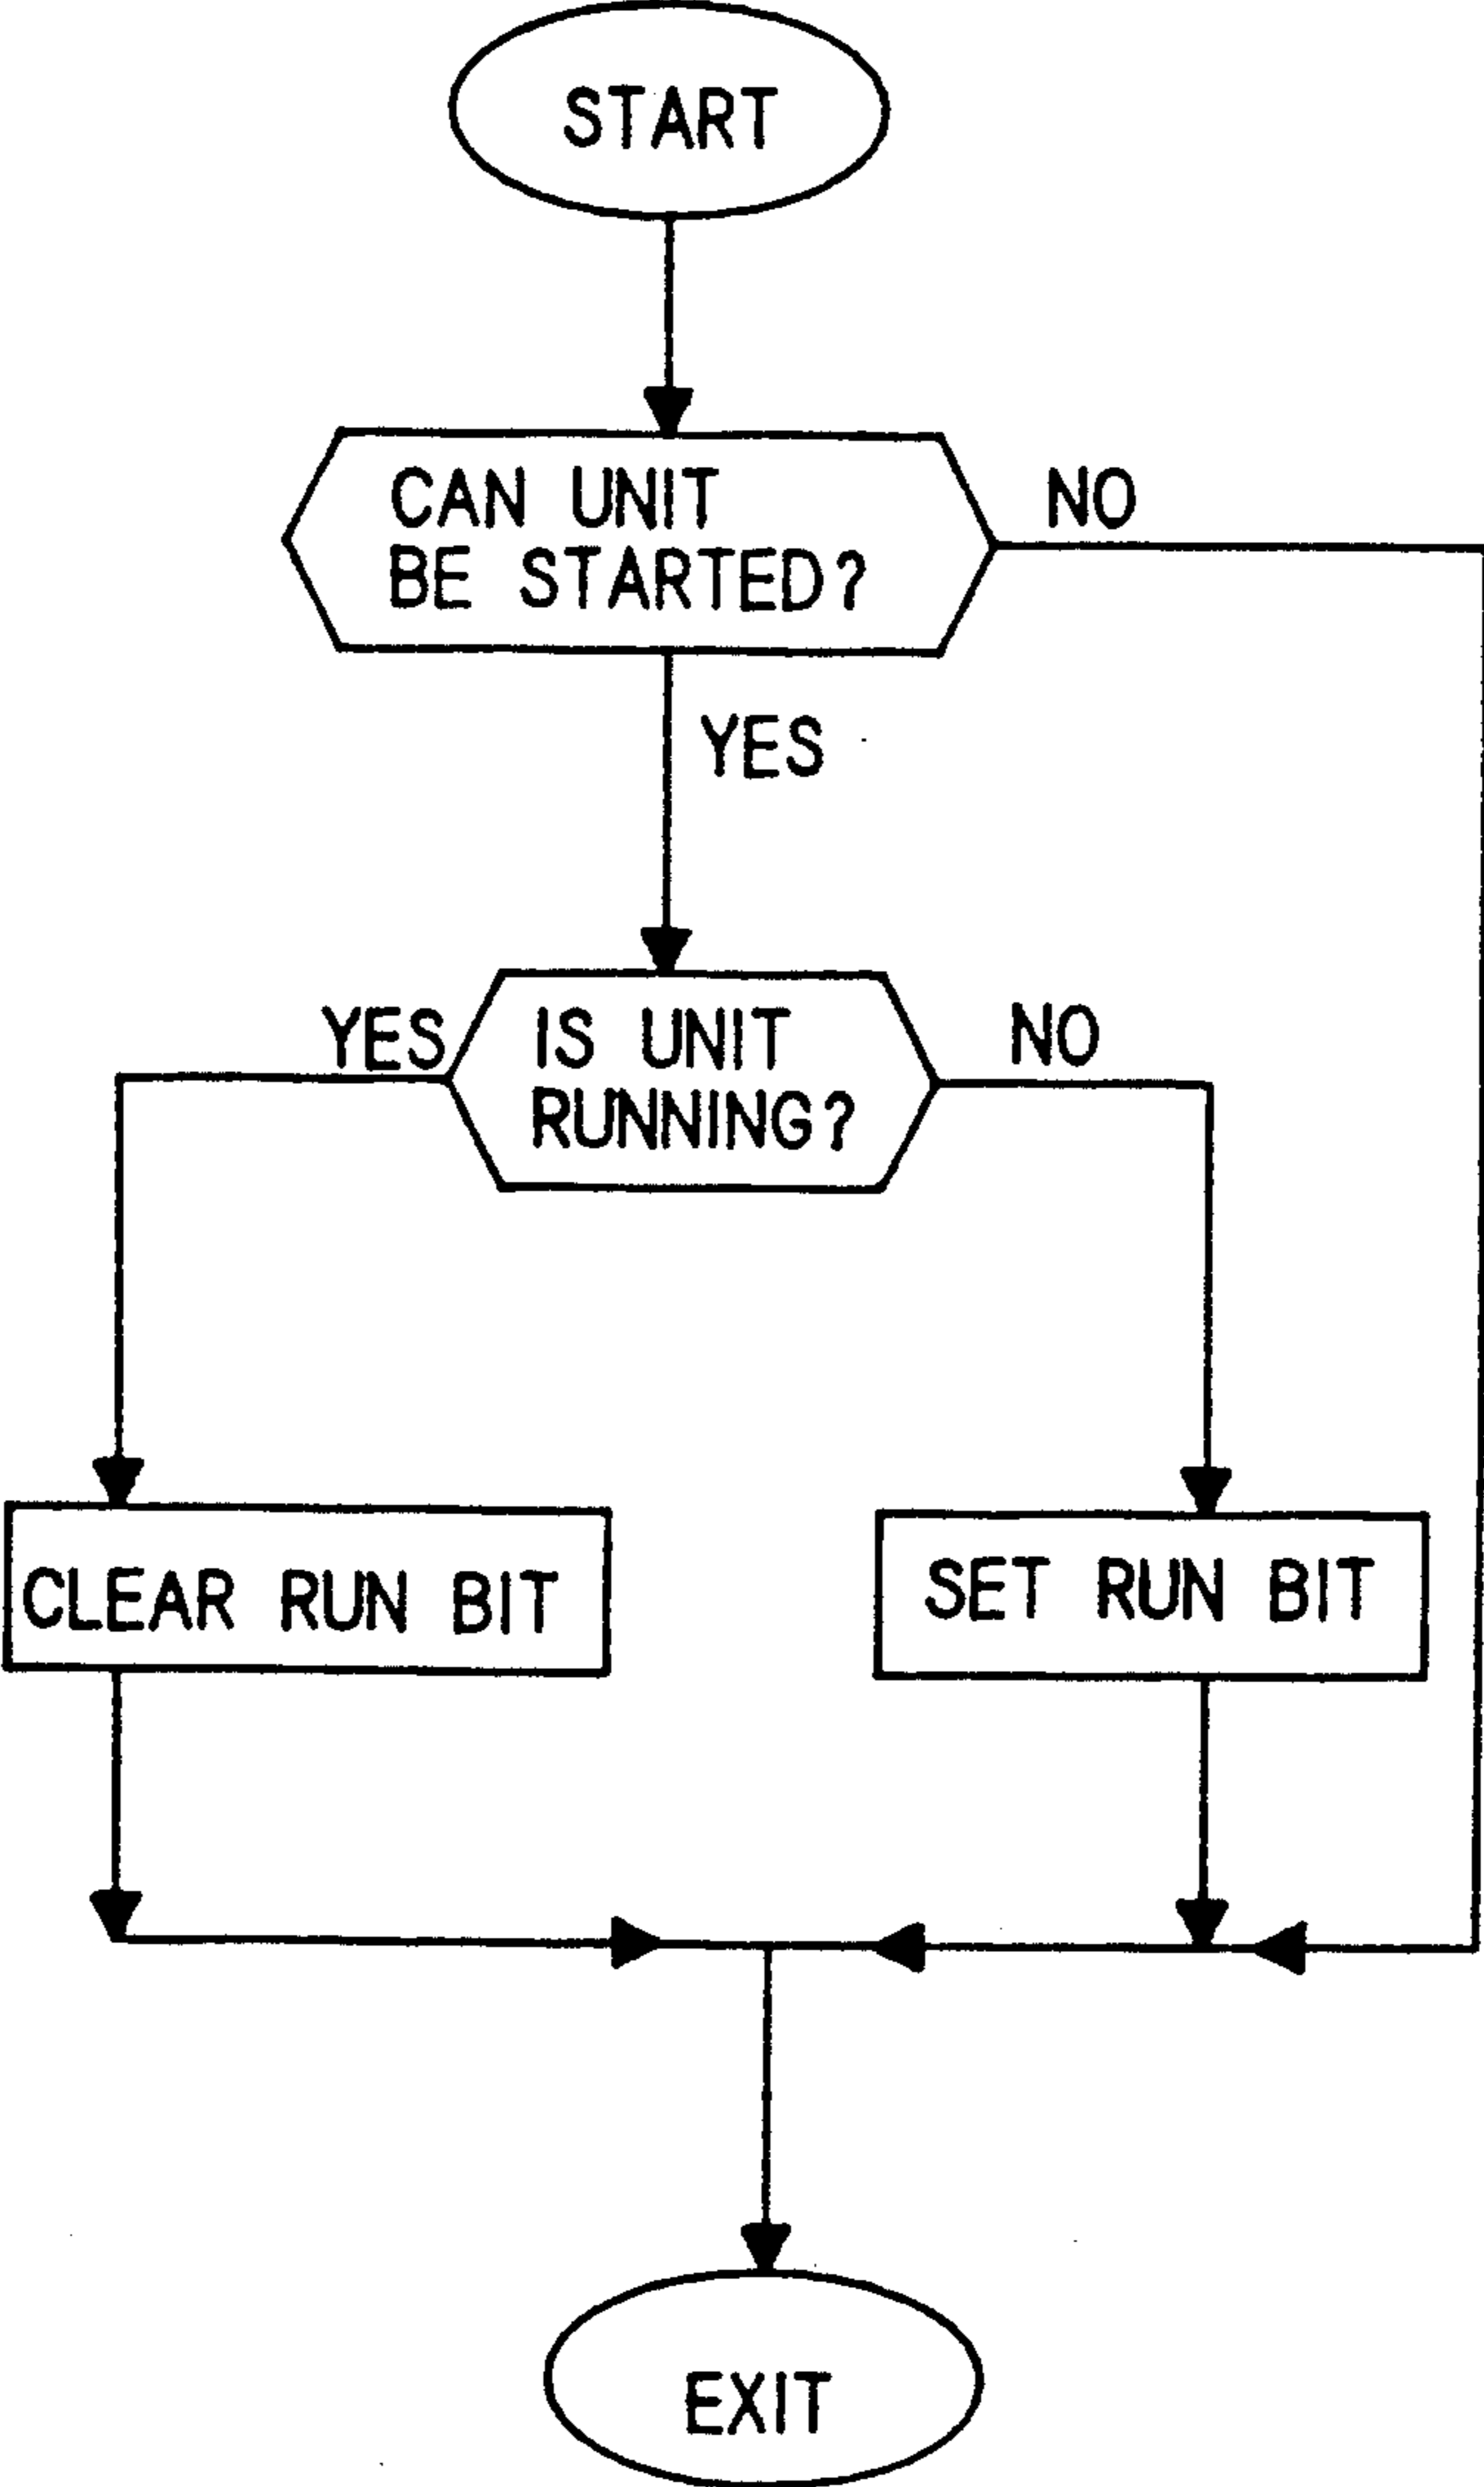 START
CAN UNIT
BE STARTED?
NO
YES
YES
IS UNIT
RUNNING?
NO
CLEAR RUN BIT
SET RUN BIT
EXIT